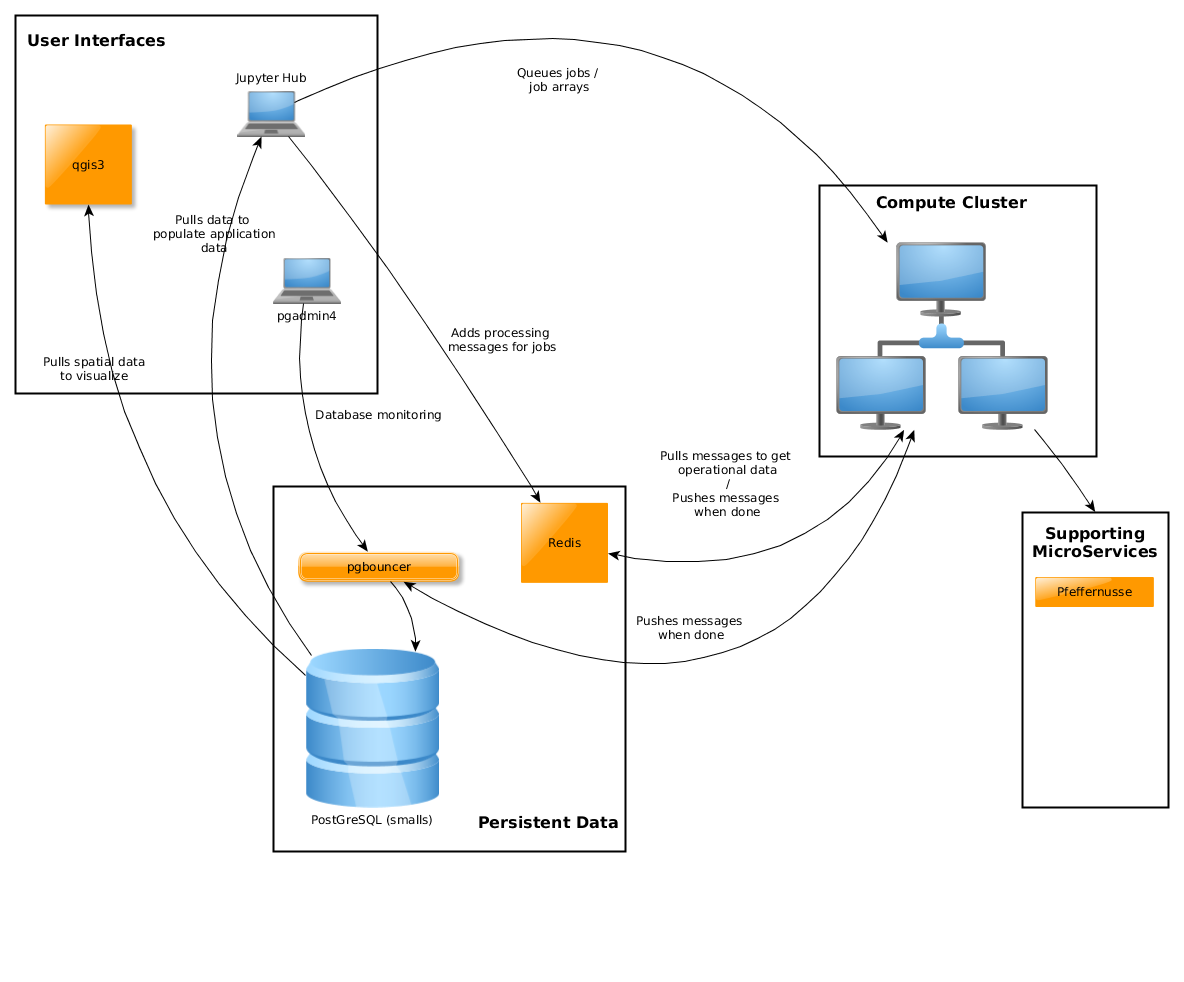 User Interfaces
Jupyter Hub
qgis3
Pulls data to
populate application
data
pgadmin4
Pulls spatial data
to visualize
Queues jobs /
job arrays
Compute Cluster
Adds processing
messages for jobs
Database monitoring
Pulls messages to get
operational data
/
Pushes messages
when done
Redis
pgbouncer
Pushes messages
when done
PostGreSQL (smalls)
Persistent Data
Supporting
MicroServices
Pfeffernusse